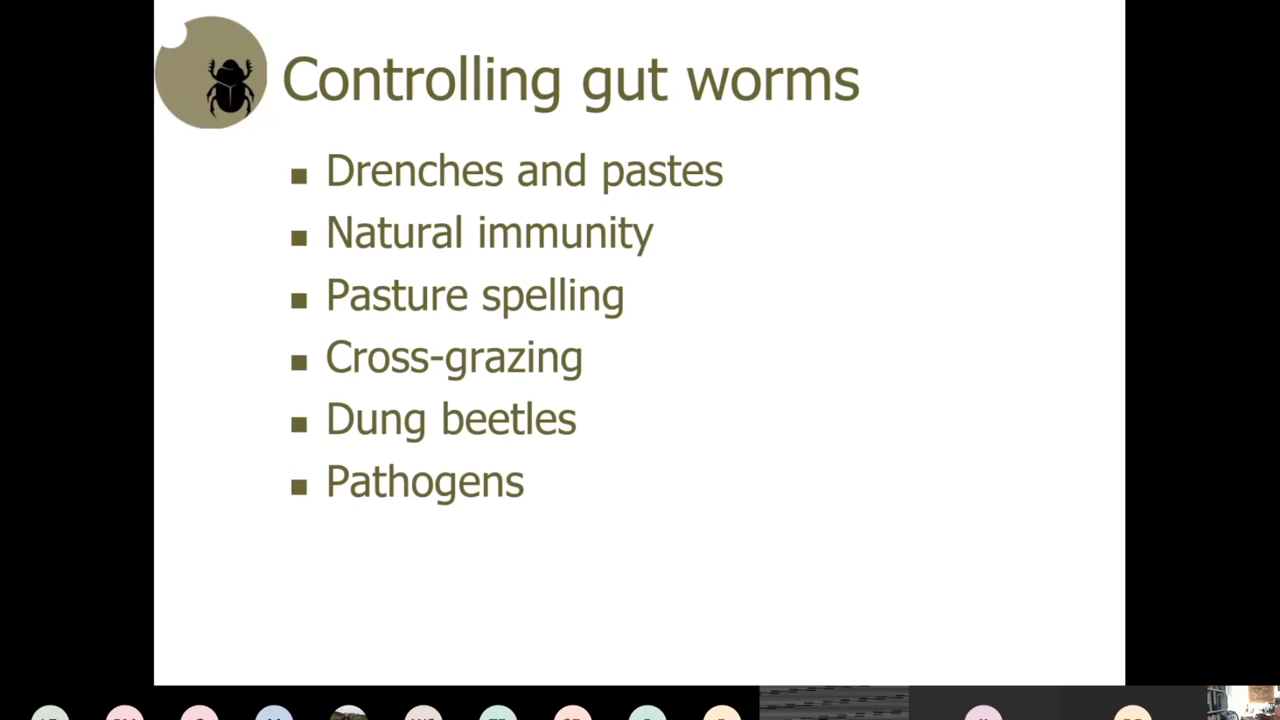 Controlling gut worms
Drenches and pastes
Natural immunity
Pasture spelling
Cross-grazing
Dung beetles
Pathogens